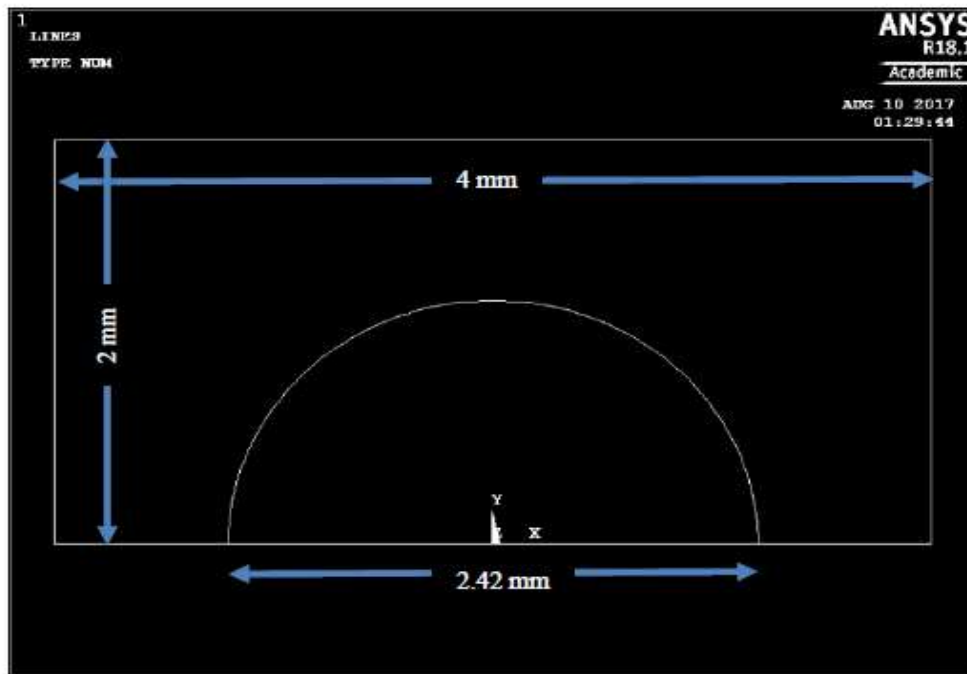 1
LINES
TYPE NUM
ANSYS
R18.1
Academic
AUG 10 2017
01:29:44
4 mm
2 mm
Y
Z X
2.42 mm